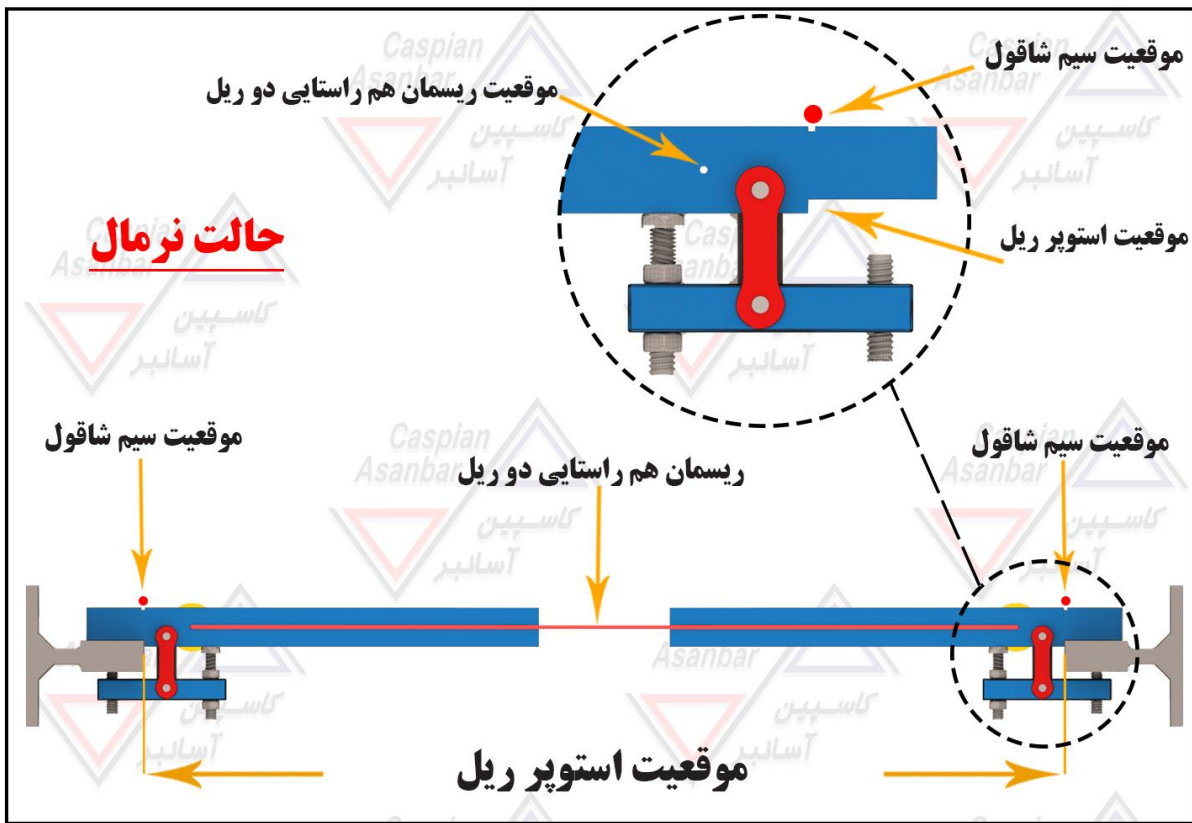 موقعیت سیم شاقول
موقعیت ریسمان هم راستایی دو ریل
موقعیت استوپر ریل
حالت نرمال
موقعیت سیم شاقول
ریسمان هم راستایی دو ریل
موقعیت سیم شاقول
موقعیت استوپر ریل
Caspian
Asanbar
کاسپین
آسانبر